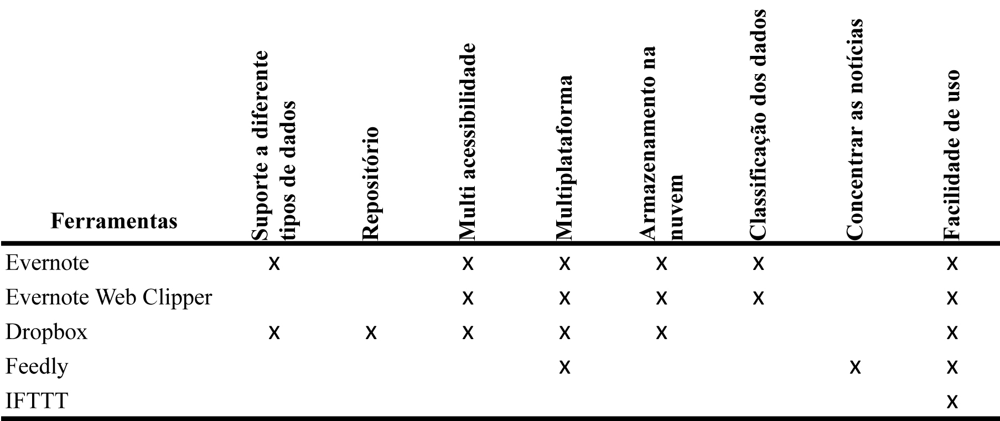 Ferramentas
Suporte a diferente
tipos de dados
Repositório
Multi acessibilidade
Multiplataforma
Armazenamento na
nuvem
Classificação dos dados
Concentrar as notícias
Facilidade de uso
Evernote x x x x x x
Evernote Web Clipper x x x x x
Dropbox x x x x x x
Feedly x x x
IFTTT x